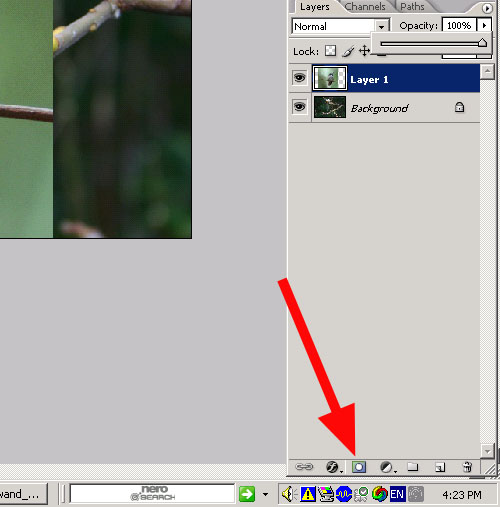 Layers Channels Paths
Normal Opacity: 100%
Lock:
Layer 1
Background
wand_...
nero
@SEARCH
EN
4:23 PM